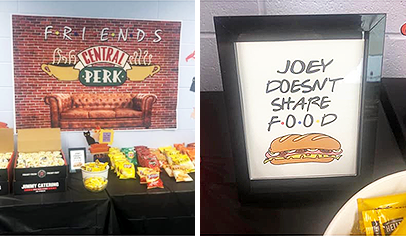 F·R·I·E·N·D·S
CENTRAL
PERK
JIMMY CATERING
JOEY
DOESN'T
SHARE
F·O·O·D